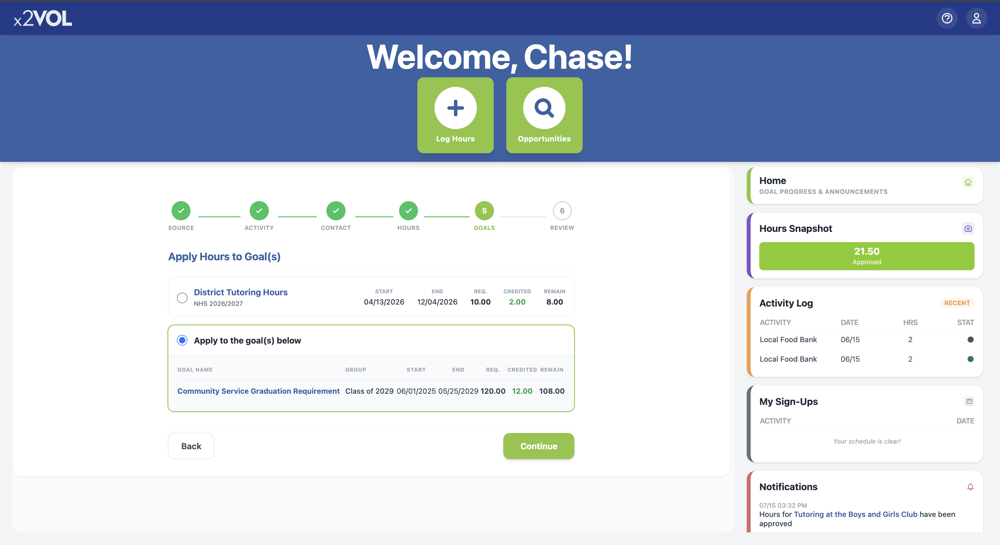 x2VOL
Welcome, Chase!
Log Hours
Opportunities
SOURCE
ACTIVITY
CONTACT
HOURS
5
GOALS
6
REVIEW
Apply Hours to Goal(s)
District Tutoring Hours
NHS 2026/2027
START END REQ. CREDITED REMAIN
04/13/2026 12/04/2026 10.00 2.00 8.00
Apply to the goal(s) below
GOAL NAME GROUP START END REQ. CREDITED REMAIN
Community Service Graduation Requirement Class of 2029 06/01/2025 05/25/2029 120.00 12.00 108.00
Back
Continue
Home
GOAL PROGRESS & ANNOUNCEMENTS
Hours Snapshot
21.50
Approved
Activity Log
RECENT
ACTIVITY DATE HRS STAT
Local Food Bank 06/15 2
Local Food Bank 06/15 2
My Sign-Ups
ACTIVITY DATE
Your schedule is clear!
Notifications
07/15 03:32 PM
Hours for Tutoring at the Boys and Girls Club have been
approved